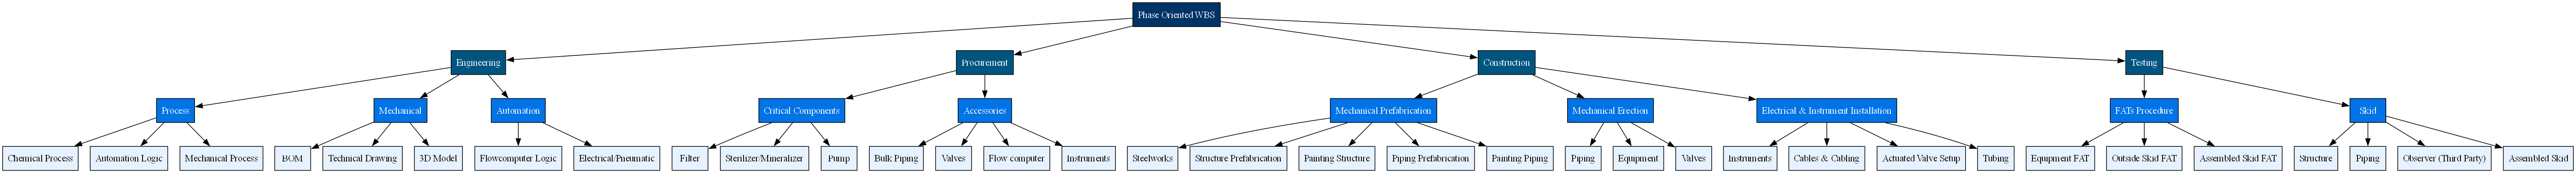 Phase Oriented WBS
Engineering
Procurement
Construction
Testing
Process
Mechanical
Automation
Critical Components
Accessories
Mechanical Prefabrication
Mechanical Erection
Electrical & Instrument Installation
FATs Procedure
Skid
Chemical Process
Automation Logic
Mechanical Process
BOM
Technical Drawing
3D Model
Flowcomputer Logic
Electrical/Pneumatic
Filter
Sterilizer/Mineralizer
Pump
Bulk Piping
Valves
Flow computer
Instruments
Steelworks
Structure Prefabrication
Painting Structure
Piping Prefabrication
Painting Piping
Piping
Equipment
Valves
Instruments
Cables & Cabling
Actuated Valve Setup
Tubing
Equipment FAT
Outside Skid FAT
Assembled Skid FAT
Structure
Piping
Observer (Third Party)
Assembled Skid